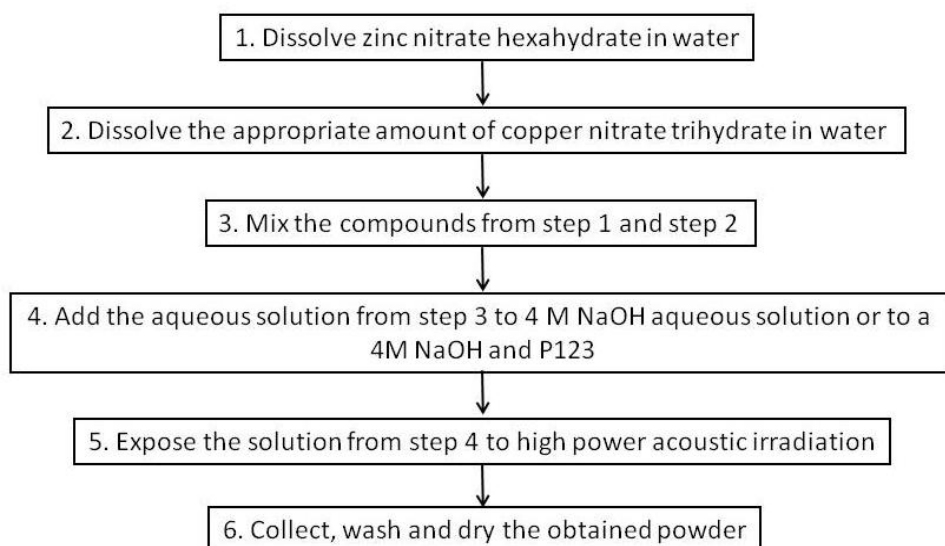 1. Dissolve zinc nitrate hexahydrate in water
2. Dissolve the appropriate amount of copper nitrate trihydrate in water
3. Mix the compounds from step 1 and step 2
4. Add the aqueous solution from step 3 to 4 M NaOH aqueous solution or to a
4M NaOH and P123
5. Expose the solution from step 4 to high power acoustic irradiation
6. Collect, wash and dry the obtained powder